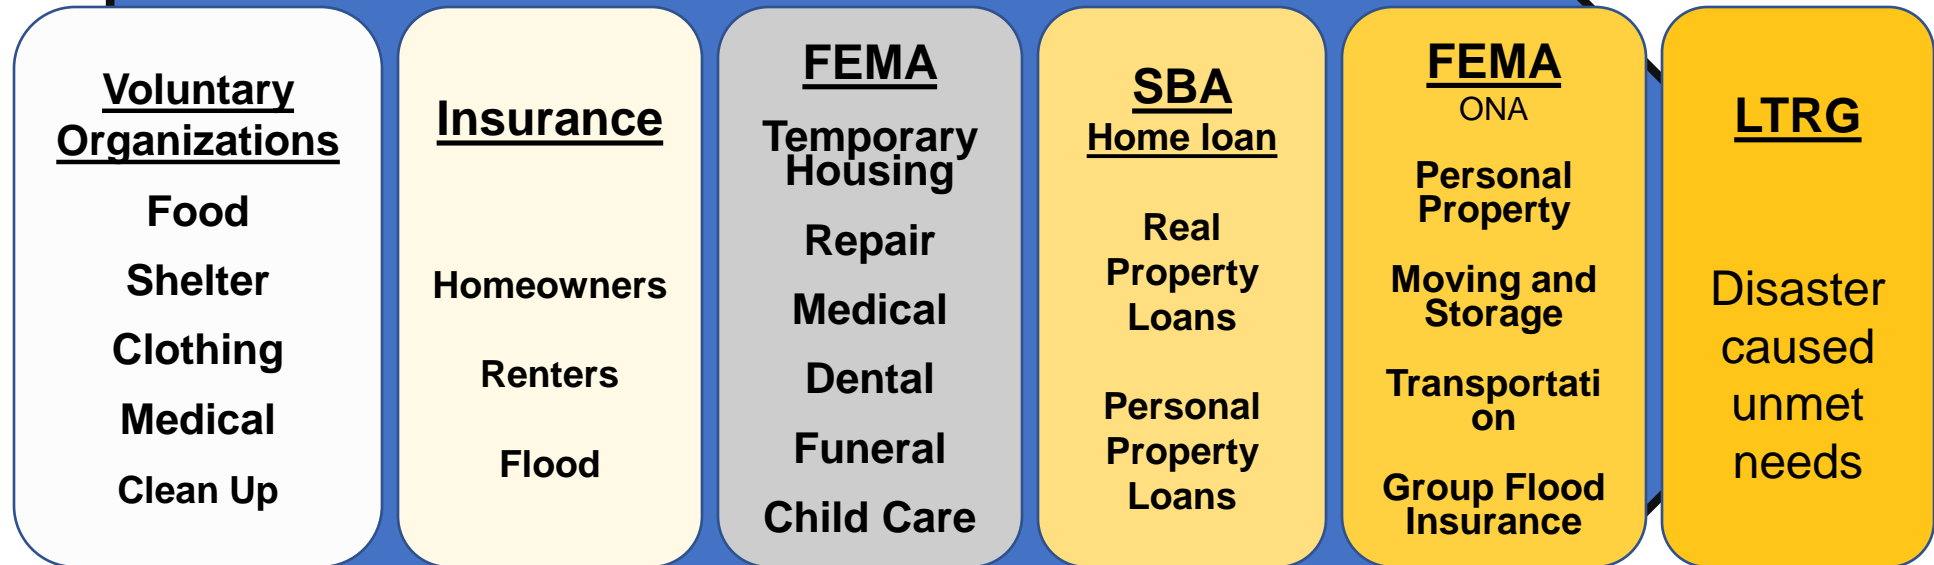 Voluntary
Organizations
Food
Shelter
Clothing
Medical
Clean Up
Insurance
Homeowners
Renters
Flood
FEMA
Temporary
Housing
Repair
Medical
Dental
Funeral
Child Care
SBA
Home loan
Real
Property
Loans
Personal
Property
Loans
FEMA
ONA
Personal
Property
Moving and
Storage
Transportati
on
Group Flood
Insurance
LTRG
Disaster
caused
unmet
needs